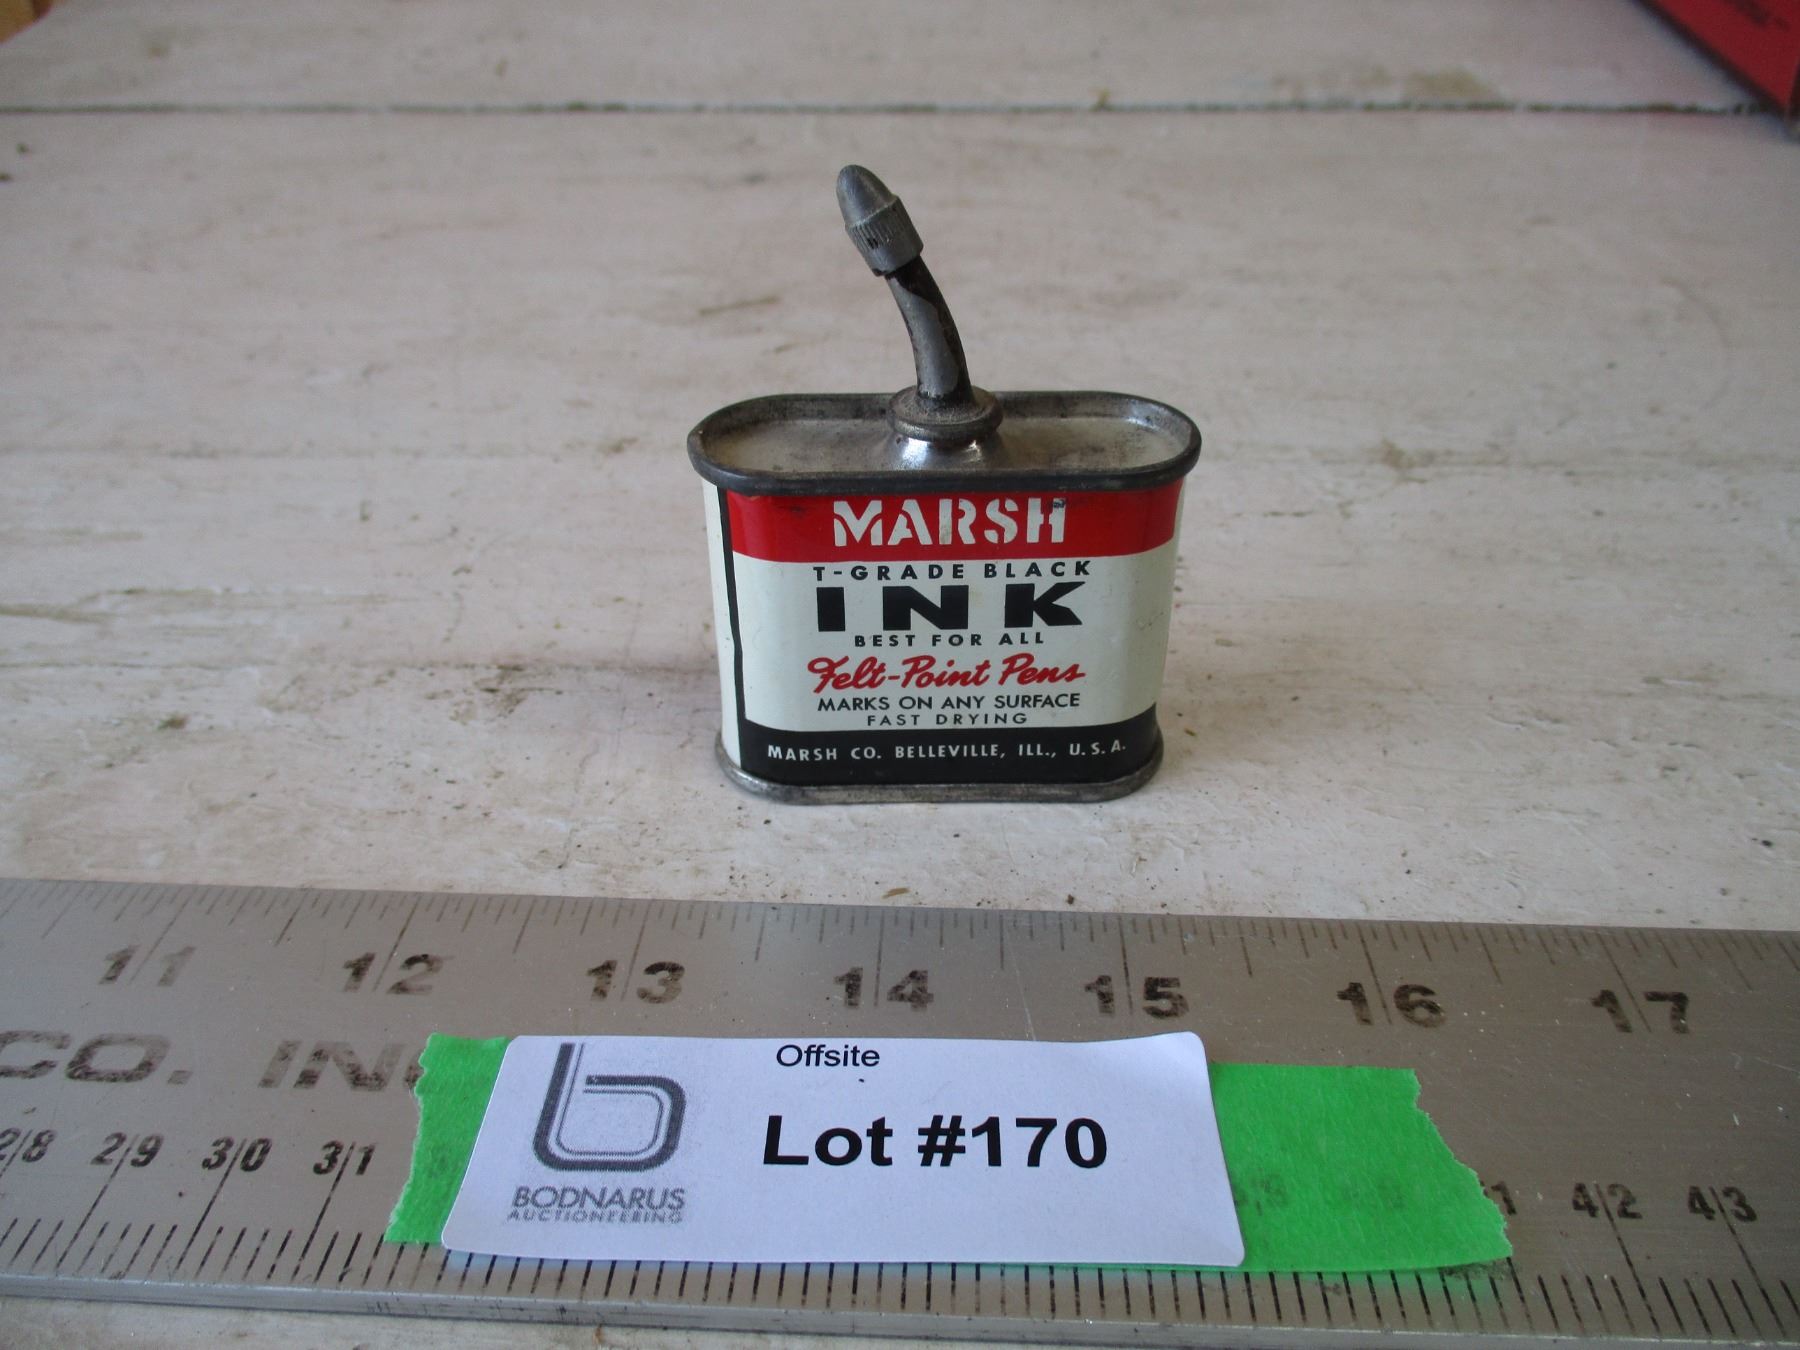 MARSH
T-GRADE BLACK
INK
BEST FOR ALL
Felt-Point Pens
MARKS ON ANY SURFACE
FAST DRYING
MARSH CO. BELLEVILLE, ILL., U.S.A.
11 12 13 14 15 16 17
CO. INC
Offsite
Lot #170
BODNARUS
AUCTIONEERING
28 29 30 31 42 43